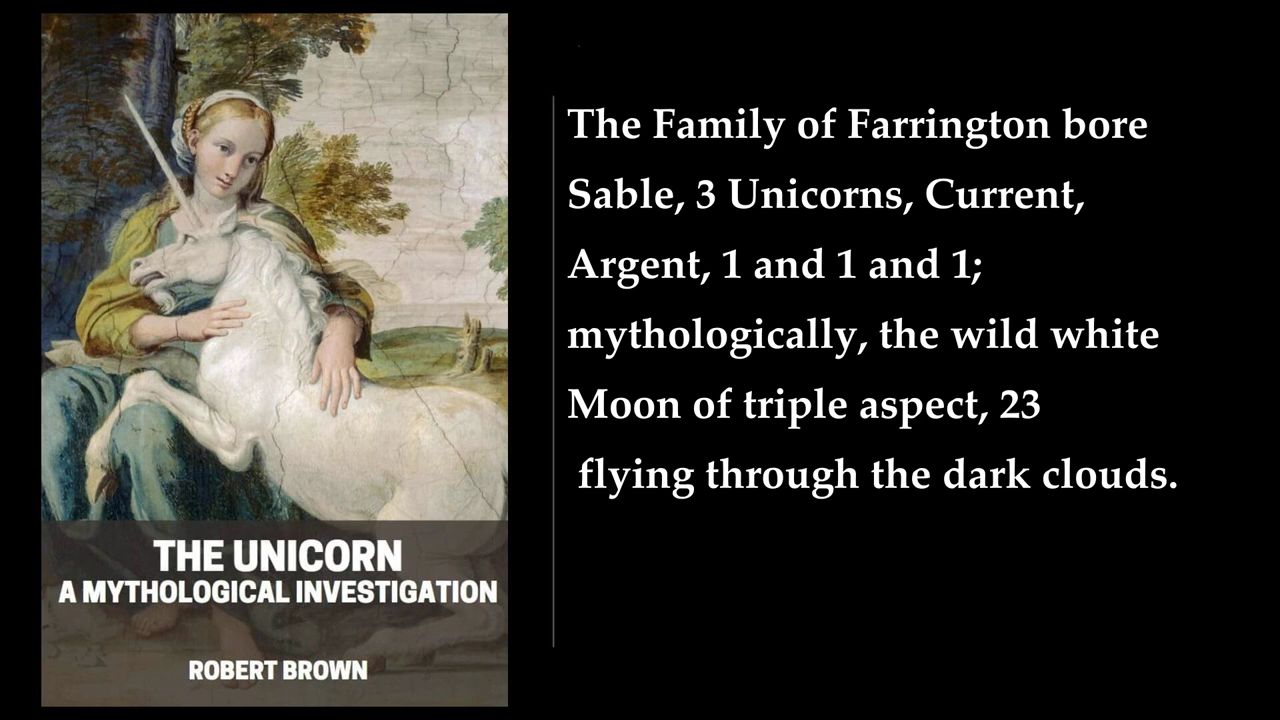 THE UNICORN
A MYTHOLOGICAL INVESTIGATION
ROBERT BROWN
The Family of Farrington bore
Sable, 3 Unicorns, Current,
Argent, 1 and 1 and 1;
mythologically, the wild white
Moon of triple aspect, 23
flying through the dark clouds.